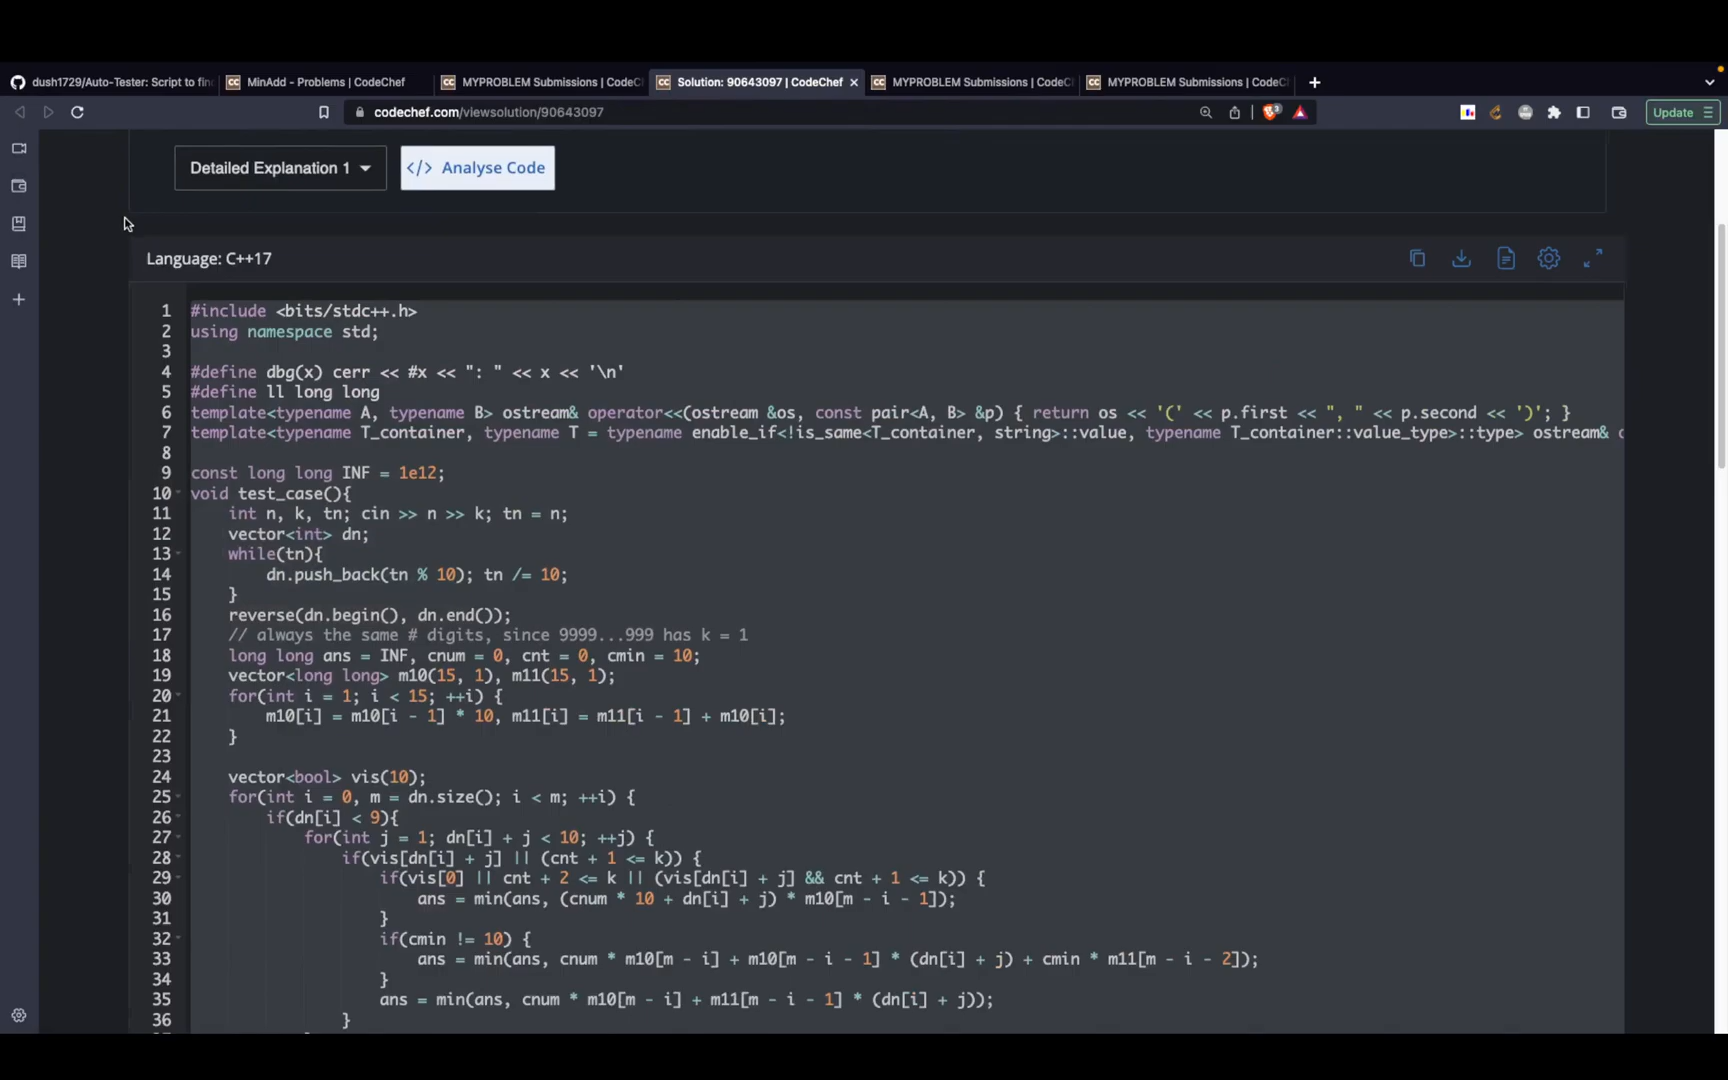 dush1729/Auto-Tester: Script to fin
MinAdd - Problems | CodeChef
MYPROBLEM Submissions | CodeC
Solution: 90643097 | CodeChef
MYPROBLEM Submissions | CodeC
MYPROBLEM Submissions | CodeC
codechef.com/viewsolution/90643097
3
Update
Detailed Explanation 1
</> Analyse Code
Language: C++17
1 #include <bits/stdc++.h>
2 using namespace std;
3
4 #define dbg(x) cerr << #x << ": " << x << '\n'
5 #define ll long long
6 template<typename A, typename B> ostream& operator<<(ostream &os, const pair<A, B> &p) { return os << '(' << p.first << ", " << p.second << ')'; }
7 template<typename T_container, typename T = typename enable_if<!is_same<T_container, string>::value, typename T_container::value_type>::type> ostream&
8
9 const long long INF = 1e12;
10 void test_case(){
11 int n, k, tn; cin >> n >> k; tn = n;
12 vector<int> dn;
13 while(tn){
14 dn.push_back(tn % 10); tn /= 10;
15 }
16 reverse(dn.begin(), dn.end());
17 // always the same # digits, since 9999...999 has k = 1
18 long long ans = INF, cnum = 0, cnt = 0, cmin = 10;
19 vector<long long> m10(15, 1), m11(15, 1);
20 for(int i = 1; i < 15; ++i) {
21 m10[i] = m10[i - 1] * 10, m11[i] = m11[i - 1] + m10[i];
22 }
23
24 vector<bool> vis(10);
25 for(int i = 0, m = dn.size(); i < m; ++i) {
26 if(dn[i] < 9){
27 for(int j = 1; dn[i] + j < 10; ++j) {
28 if(vis[dn[i] + j] || (cnt + 1 <= k)) {
29 if(vis[0] || cnt + 2 <= k || (vis[dn[i] + j] && cnt + 1 <= k)) {
30 ans = min(ans, (cnum * 10 + dn[i] + j) * m10[m - i - 1]);
31 }
32 if(cmin != 10) {
33 ans = min(ans, cnum * m10[m - i] + m10[m - i - 1] * (dn[i] + j) + cmin * m11[m - i - 2]);
34 }
35 ans = min(ans, cnum * m10[m - i] + m11[m - i - 1] * (dn[i] + j));
36 }